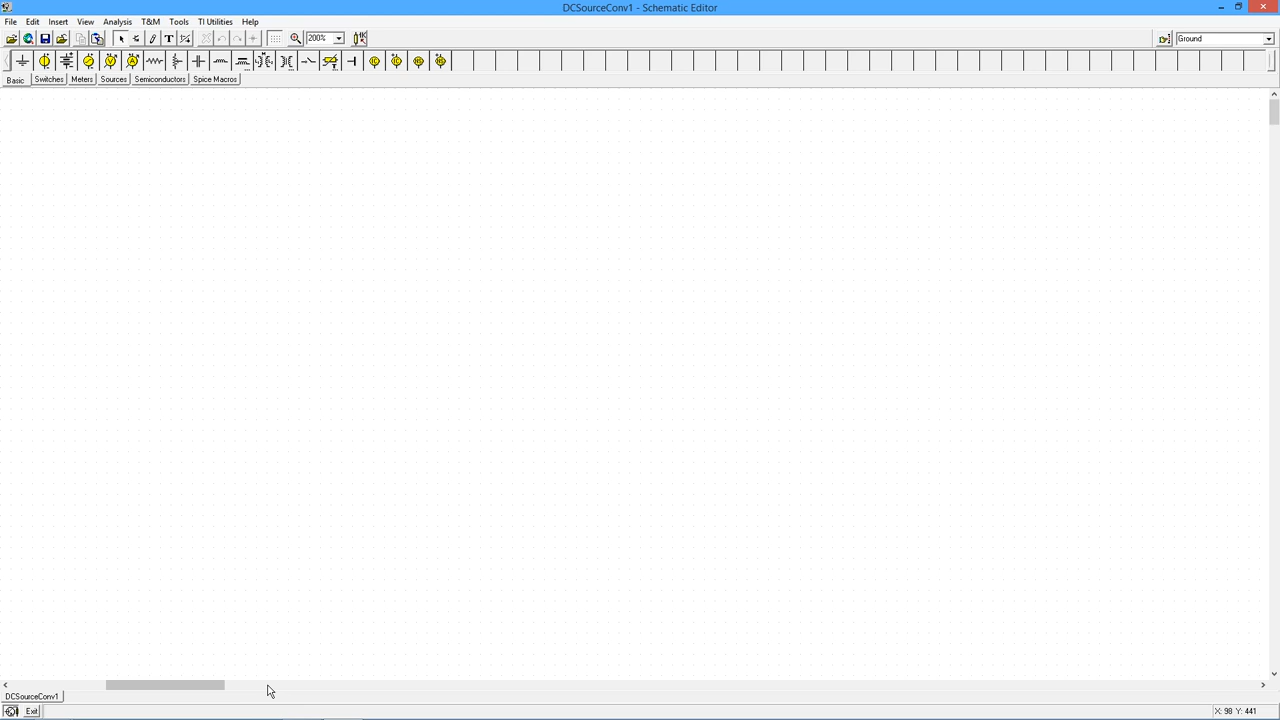 DCSourceConv1 - Schematic Editor
File Edit Insert View Analysis T&M Tools TI Utilities Help
T 200% Ground
Basic Switches Meters Sources Semiconductors Spice Macros
DCSourceConv1
Exit X: 98 Y: 441